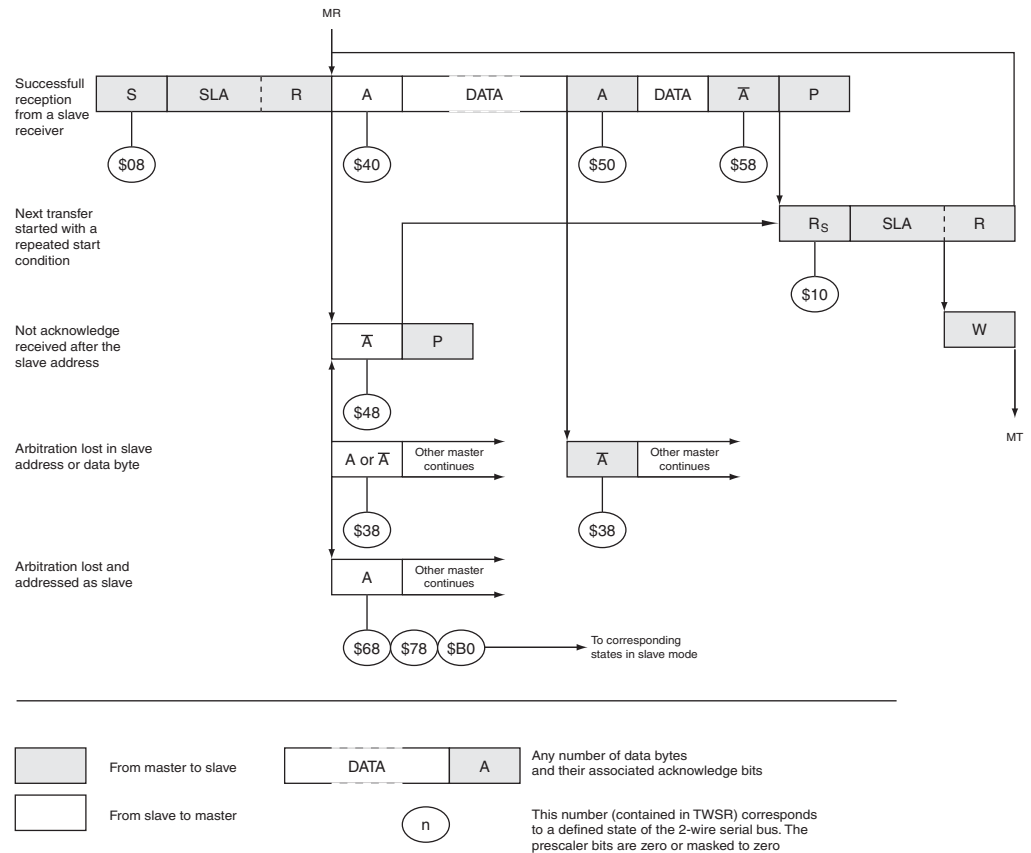 MR
Successfull
reception
from a slave
receiver
S SLA R A DATA A DATA A̅ P
$08 $40 $50 $58
Next transfer
started with a
repeated start
condition
RS SLA R
$10
Not acknowledge
received after the
slave address
A̅ P
W
$48
MT
Arbitration lost in slave
address or data byte
A or A̅ Other master
continues
A̅ Other master
continues
$38 $38
Arbitration lost and
addressed as slave
A Other master
continues
$68 $78 $B0 To corresponding
states in slave mode
From master to slave
DATA A Any number of data bytes
and their associated acknowledge bits
From slave to master
n This number (contained in TWSR) corresponds
to a defined state of the 2-wire serial bus. The
prescaler bits are zero or masked to zero